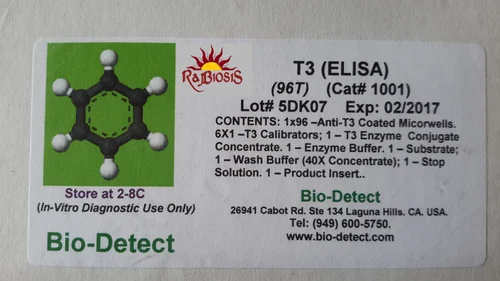 RajBiosis
T3 (ELISA)
(96T) (Cat# 1001)
Lot# 5DK07 Exp: 02/2017
CONTENTS: 1x96 –Anti-T3 Coated Micorwells.
6X1 –T3 Calibrators; 1 – T3 Enzyme Conjugate
Concentrate. 1 – Enzyme Buffer. 1 – Substrate;
1 – Wash Buffer (40X Concentrate); 1 – Stop
Solution. 1 – Product Insert..
Store at 2-8C
(In-Vitro Diagnostic Use Only)
Bio-Detect
Bio-Detect
26941 Cabot Rd. Ste 134 Laguna Hills. CA. USA.
Tel: (949) 600-5750.
www.bio-detect.com